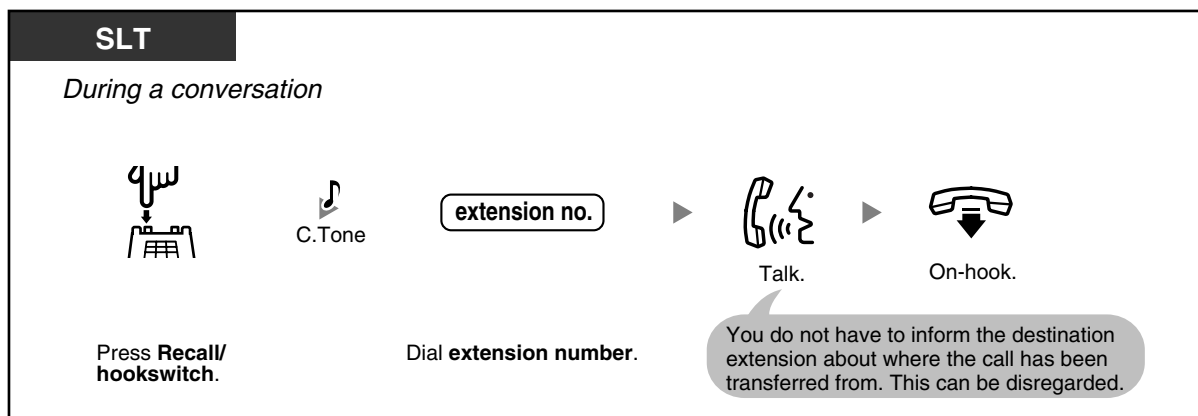 SLT
During a conversation
C.Tone
extension no.
Talk.
On-hook.
Press Recall/
hookswitch.
Dial extension number.
You do not have to inform the destination
extension about where the call has been
transferred from. This can be disregarded.